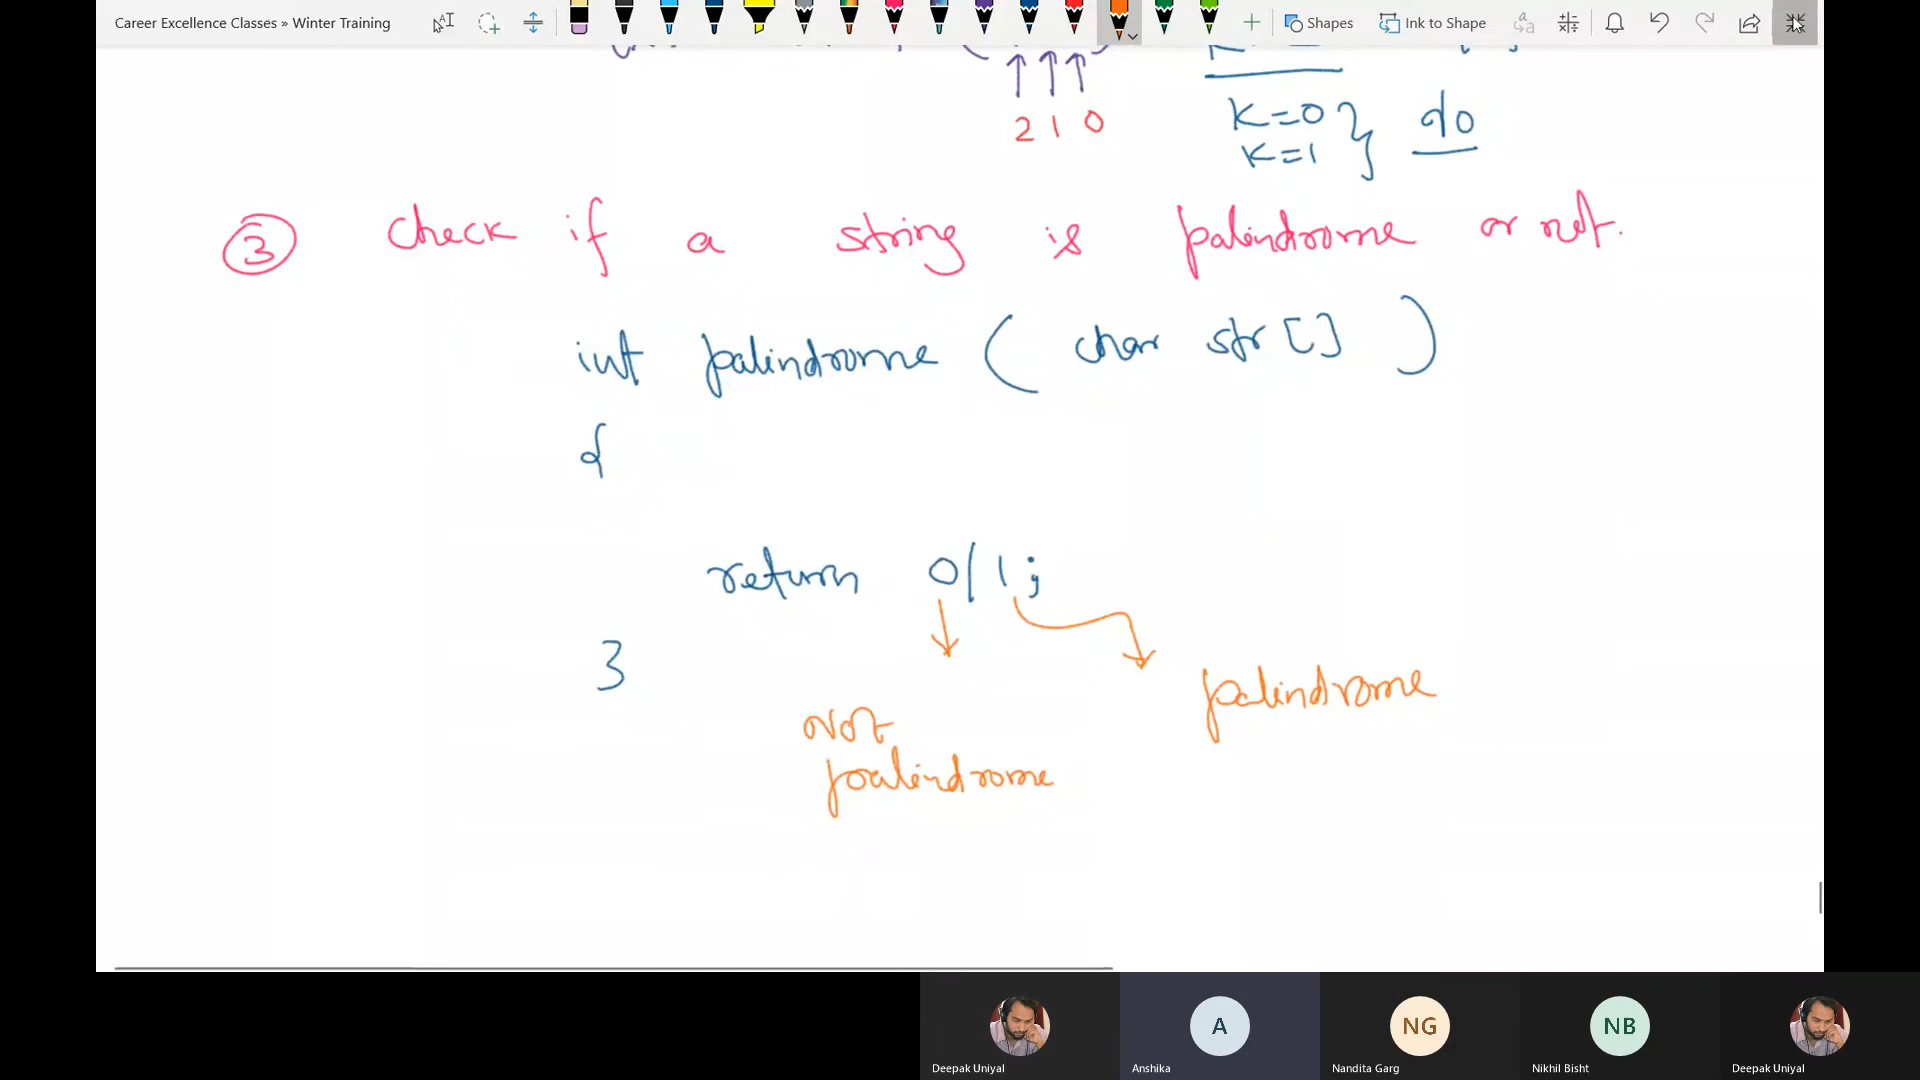 Career Excellence Classes » Winter Training
Shapes
Ink to Shape
2 1 0
K=0 } do
K=1
3 Check if a string is palindrome or not.
int palindrome ( char str [] )
{
return 0/1;
}
palindrome
Not
palindrome
A
NG
NB
Deepak Uniyal
Anshika
Nandita Garg
Nikhil Bisht
Deepak Uniyal